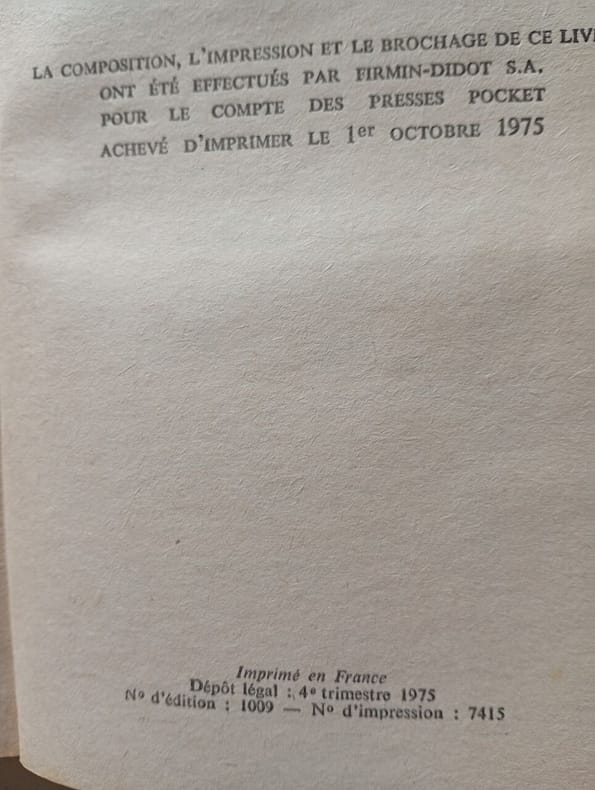 LA COMPOSITION, L'IMPRESSION ET LE BROCHAGE DE CE LIV
ONT ÉTÉ EFFECTUÉS PAR FIRMIN-DIDOT S.A.
POUR LE COMPTE DES PRESSES POCKET
ACHEVÉ D'IMPRIMER LE 1er OCTOBRE 1975
Imprimé en France
Dépôt légal : 4e trimestre 1975
No d'édition : 1009 — No d'impression : 7415